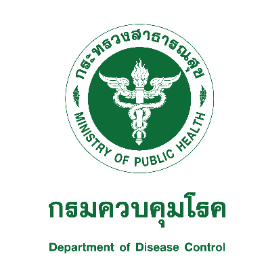 กระทรวงสาธารณสุข
MINISTRY OF PUBLIC HEALTH
กรมควบคุมโรค
Department of Disease Control